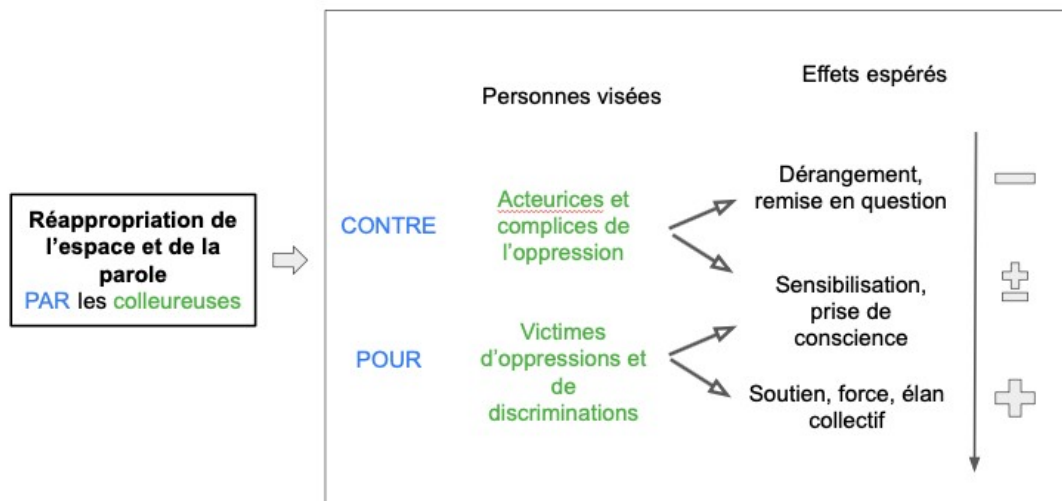 Réappropriation de
l'espace et de la
parole
PAR les colleureuses
Personnes visées
Effets espérés
CONTRE
Acteurices et
complices de
l'oppression
Dérangement,
remise en question
Sensibilisation,
prise de
conscience
POUR
Victimes
d'oppressions et
de
discriminations
Soutien, force, élan
collectif